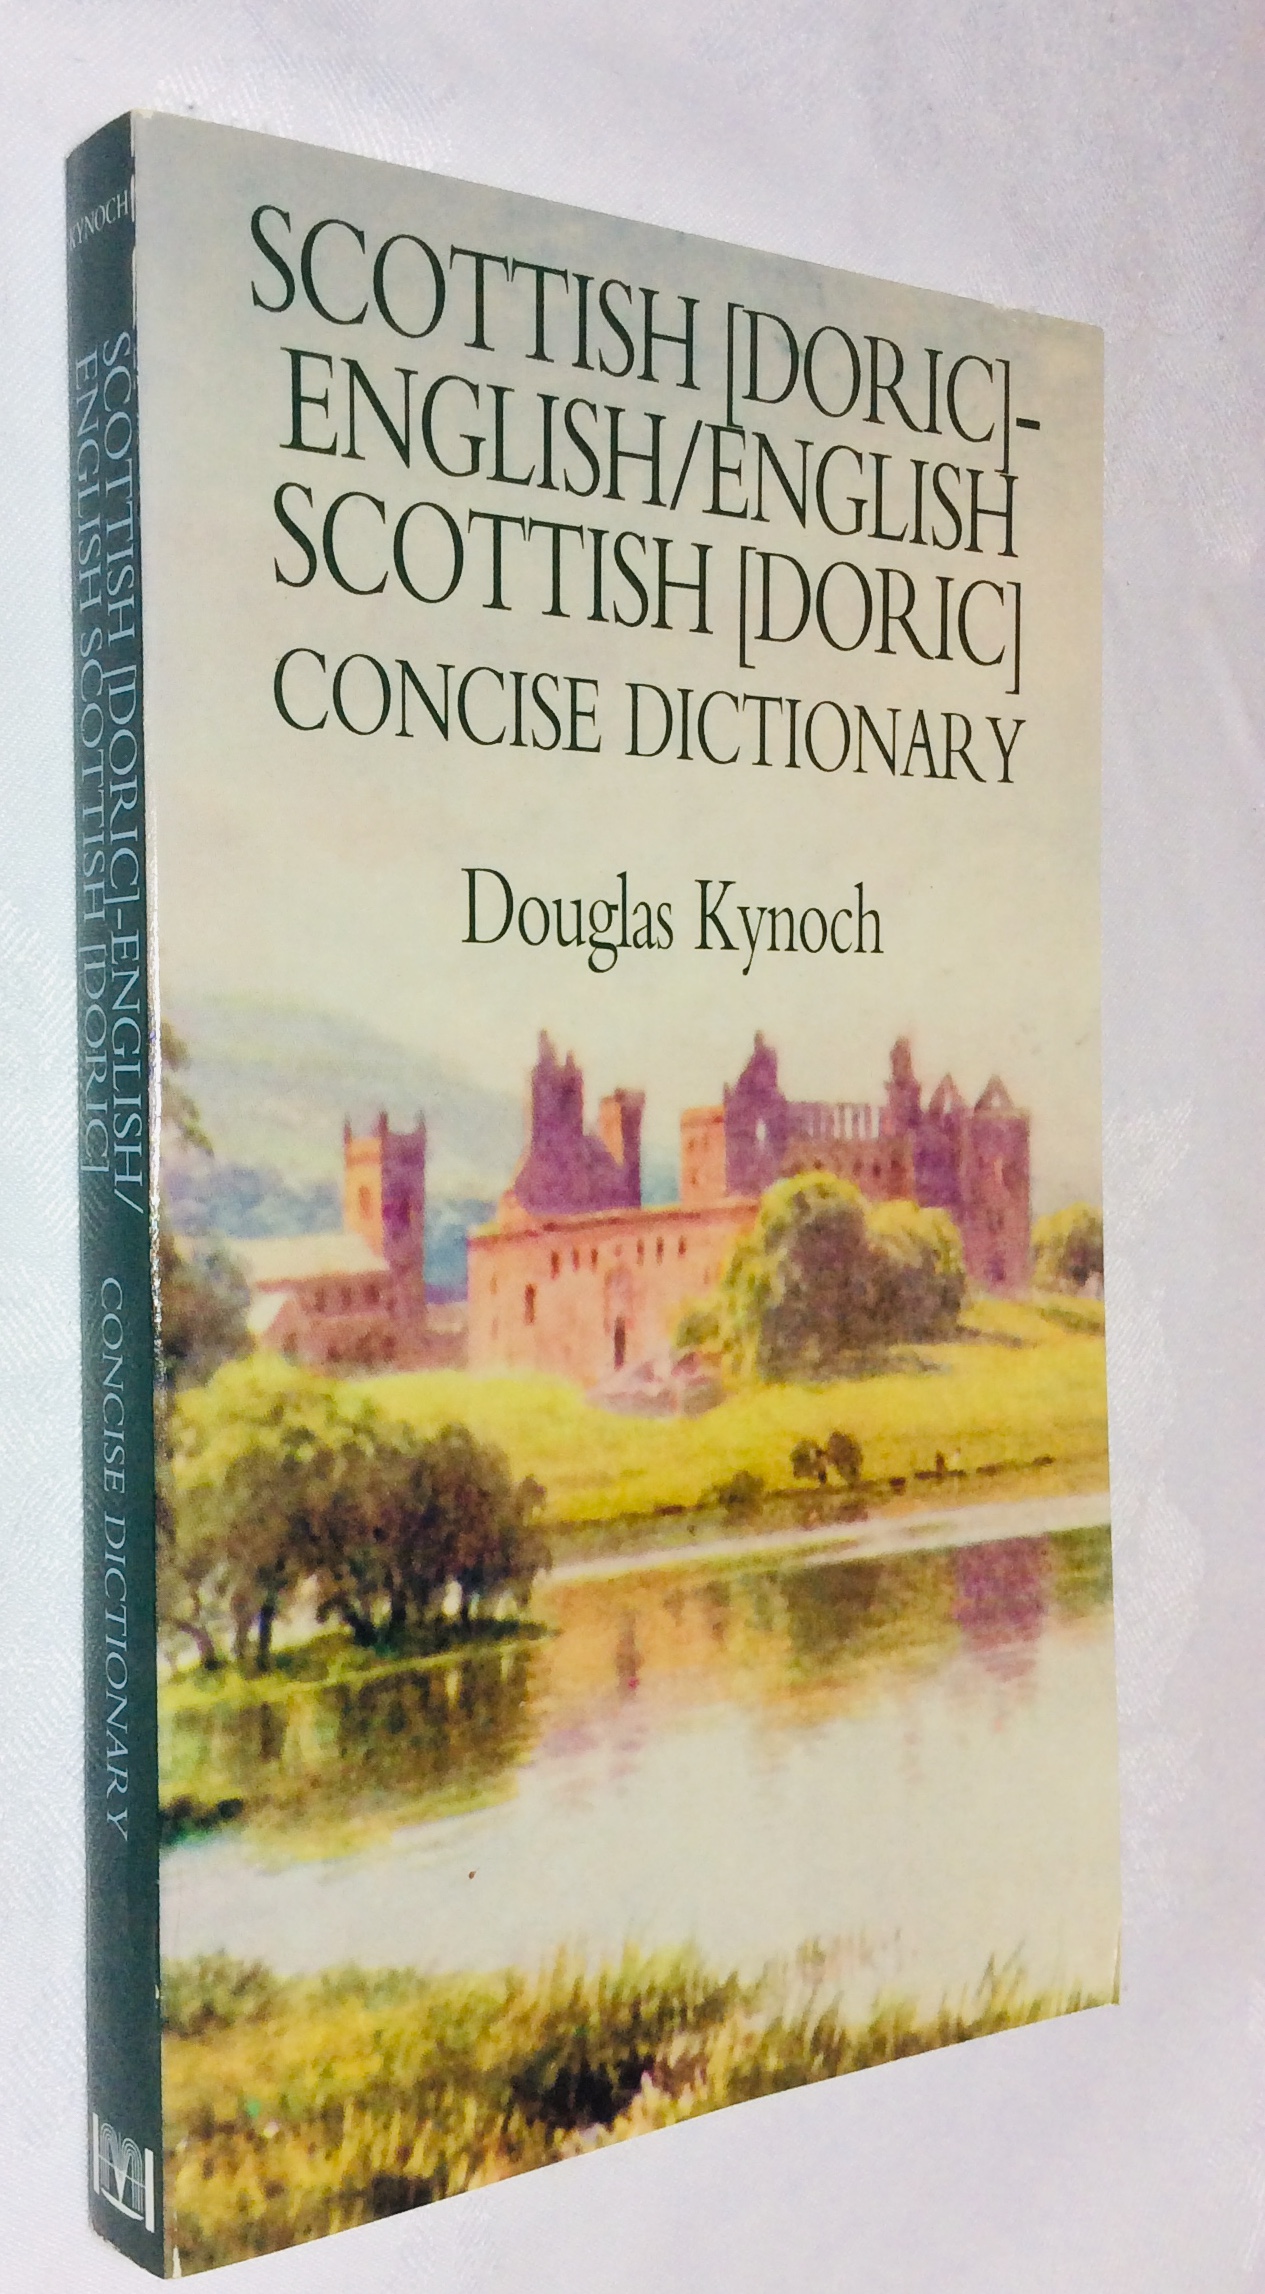 SCOTTISH [DORIC]-
ENGLISH/ENGLISH
SCOTTISH [DORIC]
CONCISE DICTIONARY
Douglas Kynoch
KYNOCH
SCOTTISH [DORIC]-ENGLISH/
ENGLISH SCOTTISH [DORIC]
CONCISE DICTIONARY